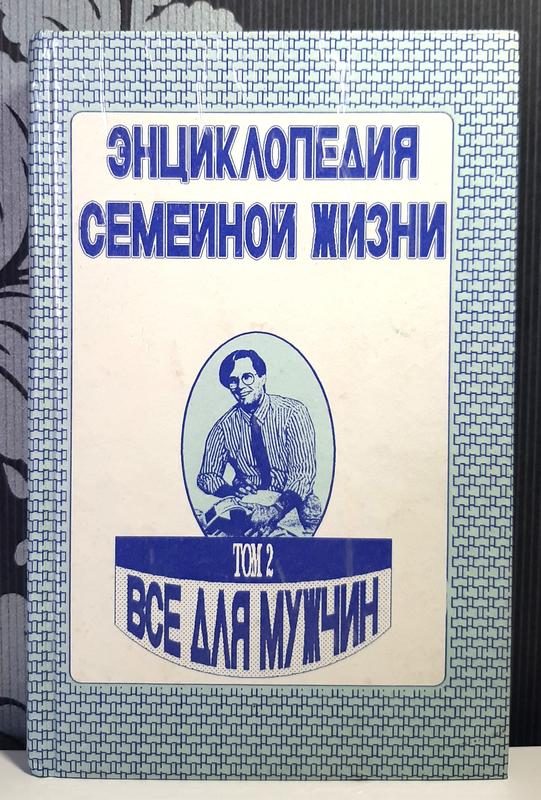 ЭНЦИКЛОПЕДИЯ
СЕМЕЙНОЙ ЖИЗНИ
ТОМ 2
ВСЕ ДЛЯ МУЖЧИН